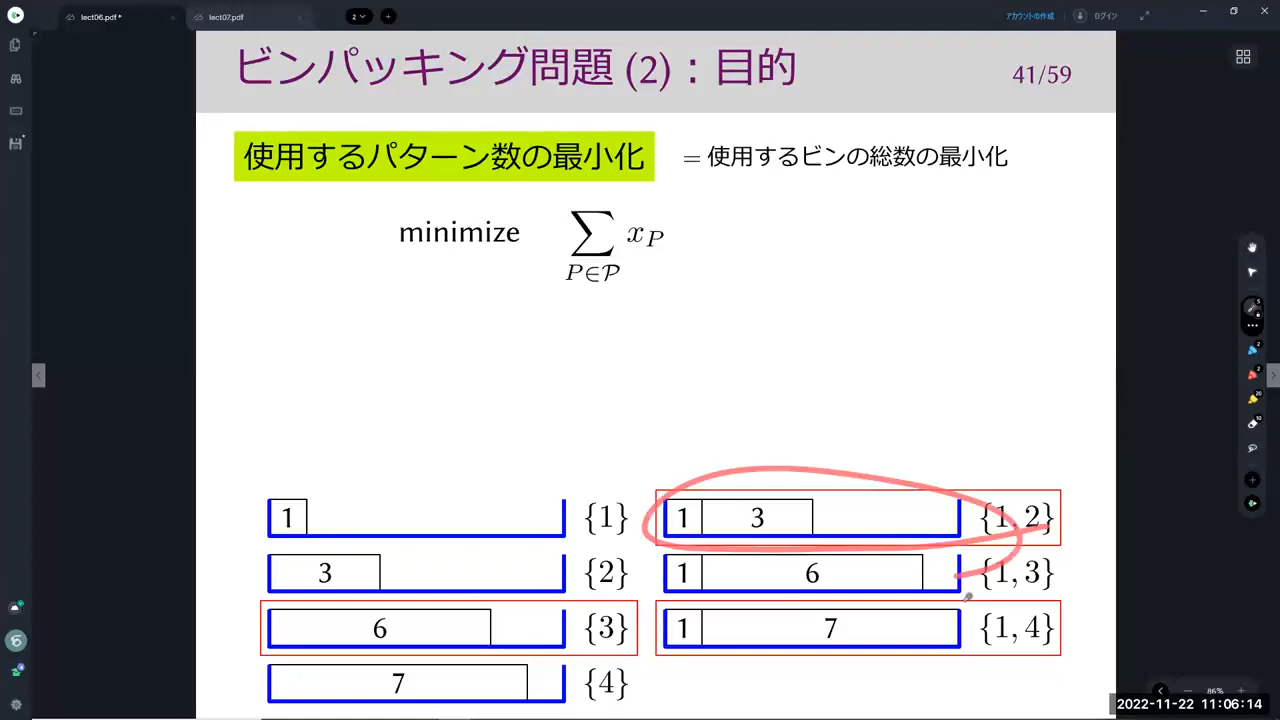 lect06.pdf *
lect07.pdf
2
アカウントの作成
ログイン
ビンパッキング問題 (2)：目的
41/59
使用するパターン数の最小化
= 使用するビンの総数の最小化
minimize ∑ x_P
P∈𝒫
1 {1}
1 3 {1, 2}
3 {2}
1 6 {1, 3}
6 {3}
1 7 {1, 4}
7 {4}
86%
2022-11-22 11:06:14